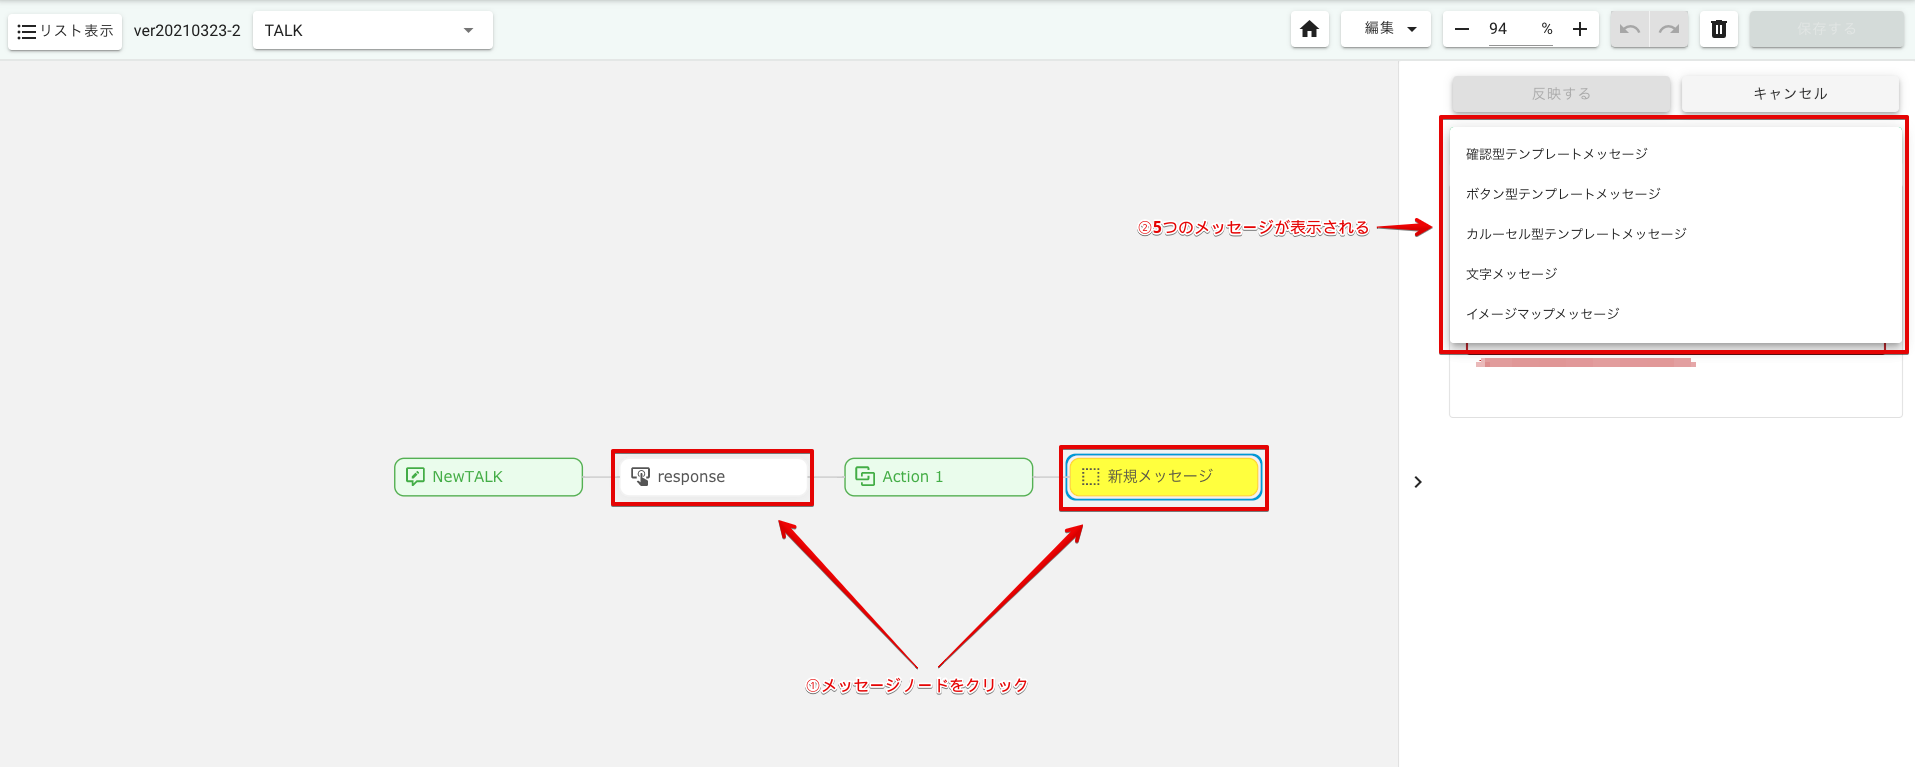 リスト表示 ver20210323-2 TALK 編集 94 % 保存する
反映する キャンセル
確認型テンプレートメッセージ
ボタン型テンプレートメッセージ
②5つのメッセージが表示される
カルーセル型テンプレートメッセージ
文字メッセージ
イメージマップメッセージ
NewTALK response Action 1 新規メッセージ
①メッセージノードをクリック